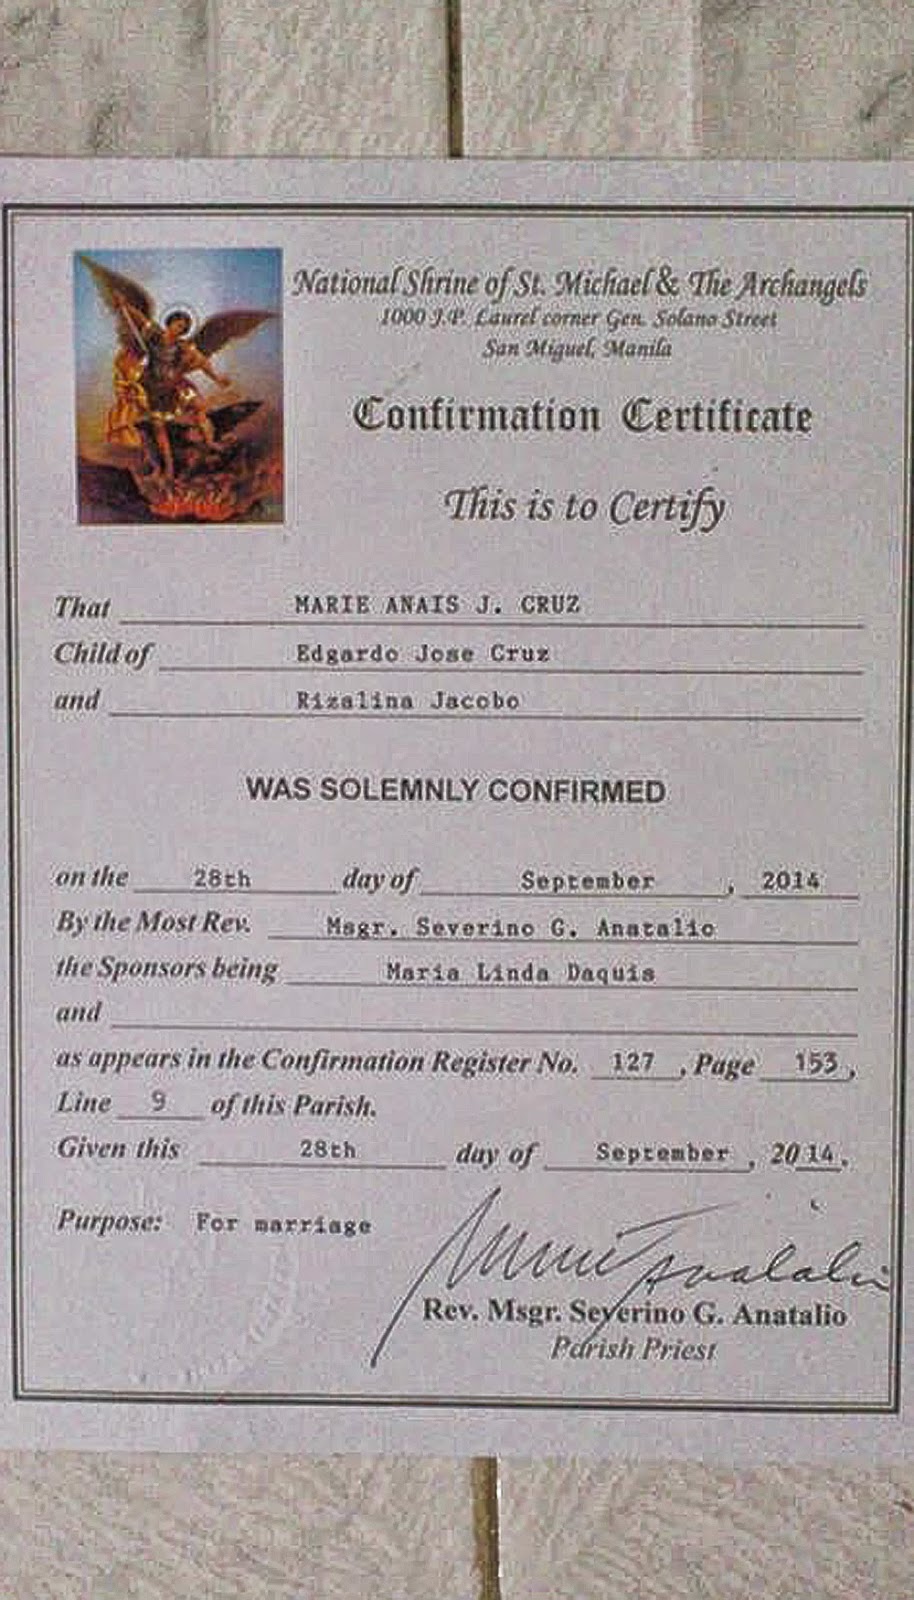 National Shrine of St. Michael & The Archangels
1000 J.P. Laurel corner Gen. Solano Street
San Miguel, Manila
Confirmation Certificate
This is to Certify
That MARIE ANAIS J. CRUZ
Child of Edgardo Jose Cruz
and Rizalina Jacobo
WAS SOLEMNLY CONFIRMED
on the 28th day of September, 2014
By the Most Rev. Msgr. Severino G. Anatalio
the Sponsors being Maria Linda Daquis
and
as appears in the Confirmation Register No. 127, Page 153,
Line 9 of this Parish.
Given this 28th day of September, 2014.
Purpose: For marriage
Rev. Msgr. Severino G. Anatalio
Parish Priest